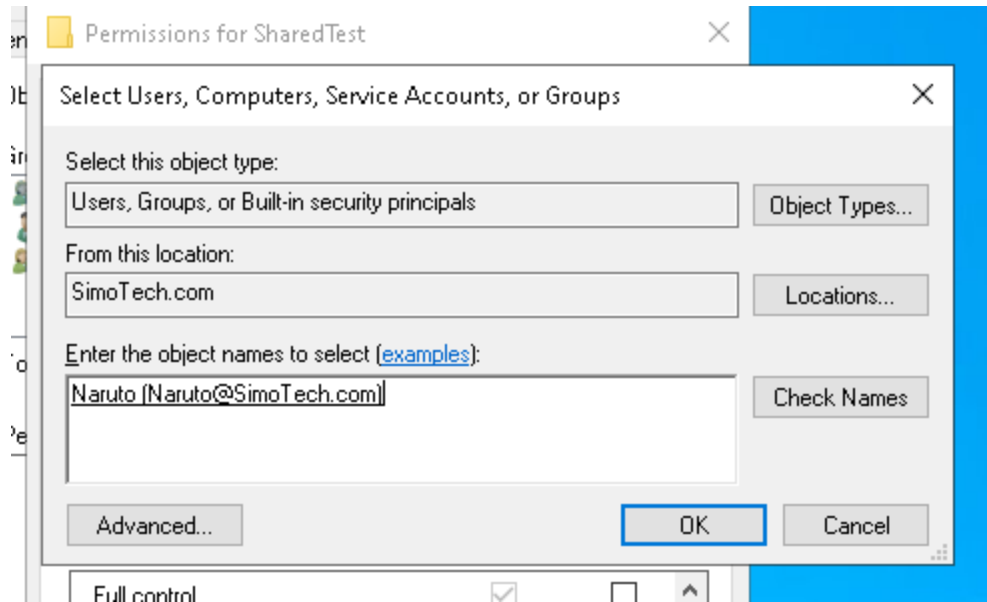 Permissions for SharedTest
Select Users, Computers, Service Accounts, or Groups
Select this object type:
Users, Groups, or Built-in security principals
Object Types...
From this location:
SimoTech.com
Locations...
Enter the object names to select (examples):
Naruto (Naruto@SimoTech.com)
Check Names
Advanced...
OK
Cancel
Full control